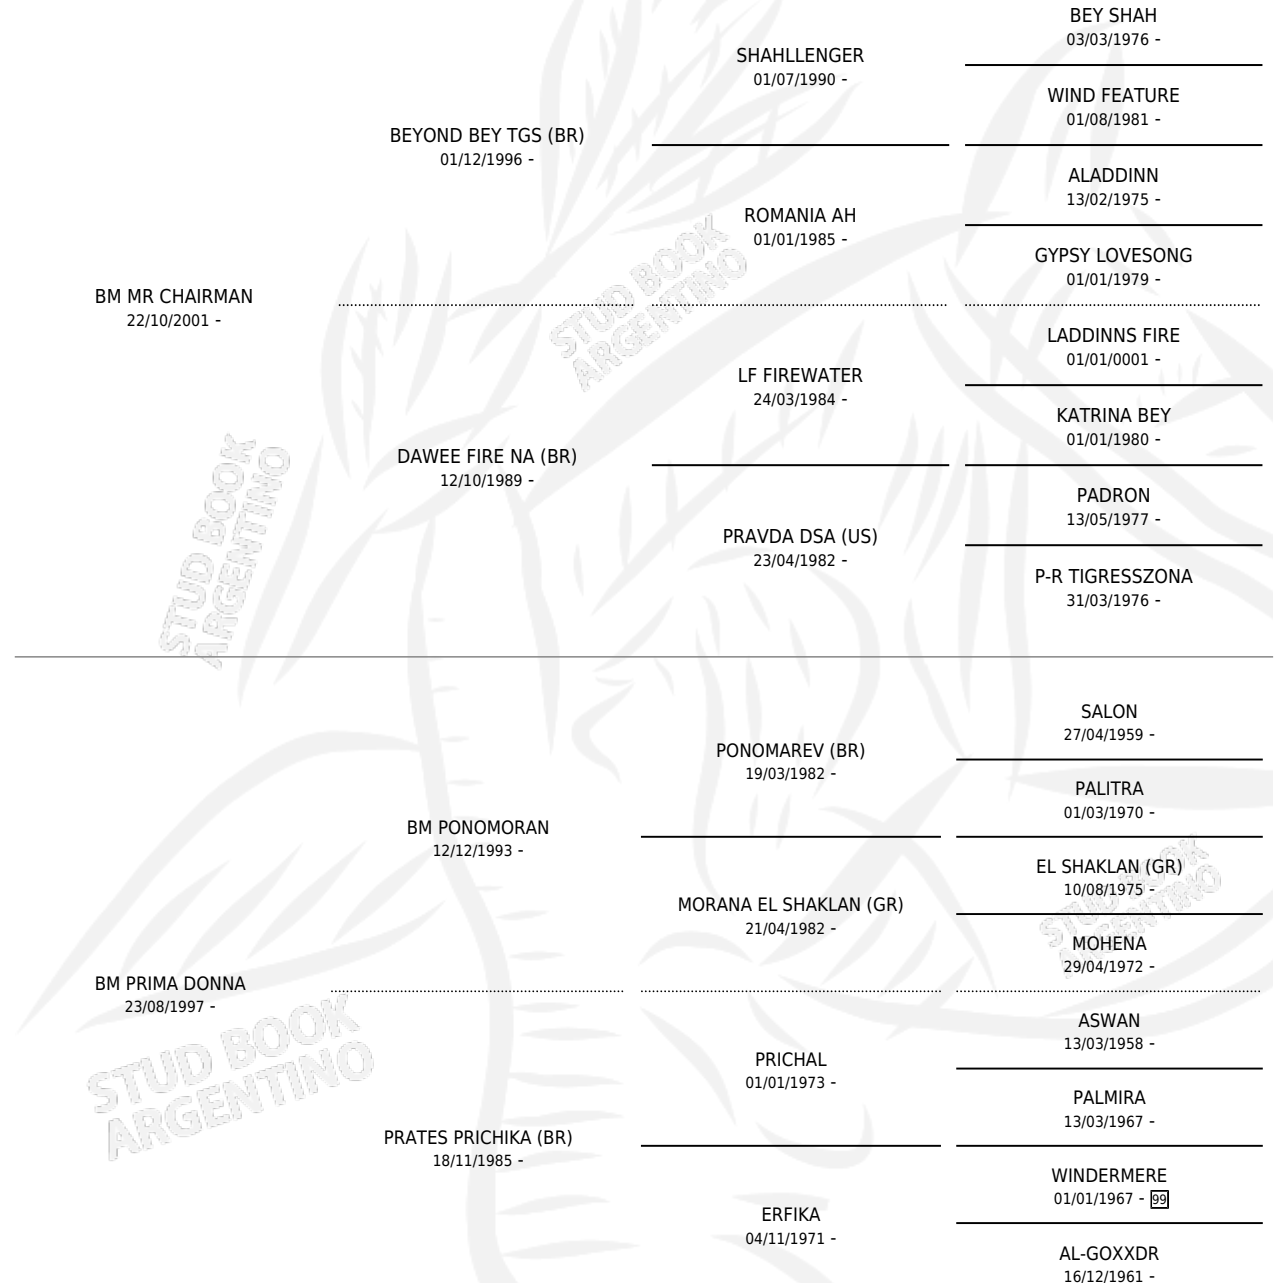 BEY SHAH
03/03/1976 -
SHAHLLENGER
01/07/1990 -
WIND FEATURE
01/08/1981 -
BEYOND BEY TGS (BR)
01/12/1996 -
ALADDINN
13/02/1975 -
ROMANIA AH
01/01/1985 -
GYPSY LOVESONG
01/01/1979 -
BM MR CHAIRMAN
22/10/2001 -
LADDINNS FIRE
01/01/0001 -
LF FIREWATER
24/03/1984 -
KATRINA BEY
01/01/1980 -
DAWEE FIRE NA (BR)
12/10/1989 -
PADRON
13/05/1977 -
PRAVDA DSA (US)
23/04/1982 -
P-R TIGRESSZONA
31/03/1976 -
SALON
27/04/1959 -
PONOMAREV (BR)
19/03/1982 -
PALITRA
01/03/1970 -
BM PONOMORAN
12/12/1993 -
EL SHAKLAN (GR)
10/08/1975 -
MORANA EL SHAKLAN (GR)
21/04/1982 -
MOHENA
29/04/1972 -
BM PRIMA DONNA
23/08/1997 -
ASWAN
13/03/1958 -
PRICHAL
01/01/1973 -
PALMIRA
13/03/1967 -
PRATES PRICHIKA (BR)
18/11/1985 -
WINDERMERE
01/01/1967 - 99
ERFIKA
04/11/1971 -
AL-GOXXDR
16/12/1961 -
STUD BOOK
ARGENTINO
STUD BOOK
ARGENTINO
STUD BOOK
ARGENTINO
STUD BOOK
ARGENTINO